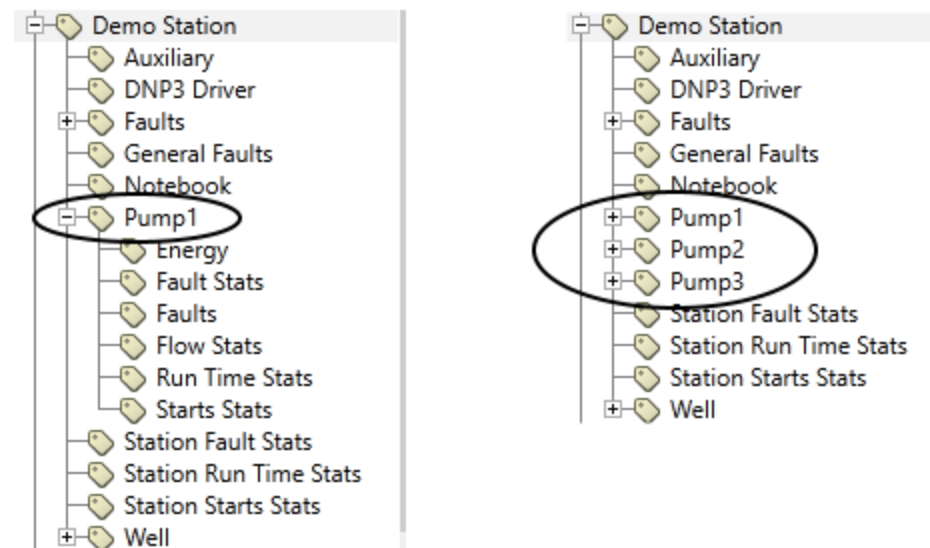 Demo Station
Auxiliary
DNP3 Driver
Faults
General Faults
Notebook
Pump1
Energy
Fault Stats
Faults
Flow Stats
Run Time Stats
Starts Stats
Station Fault Stats
Station Run Time Stats
Station Starts Stats
Well
Demo Station
Auxiliary
DNP3 Driver
Faults
General Faults
Notebook
Pump1
Pump2
Pump3
Station Fault Stats
Station Run Time Stats
Station Starts Stats
Well